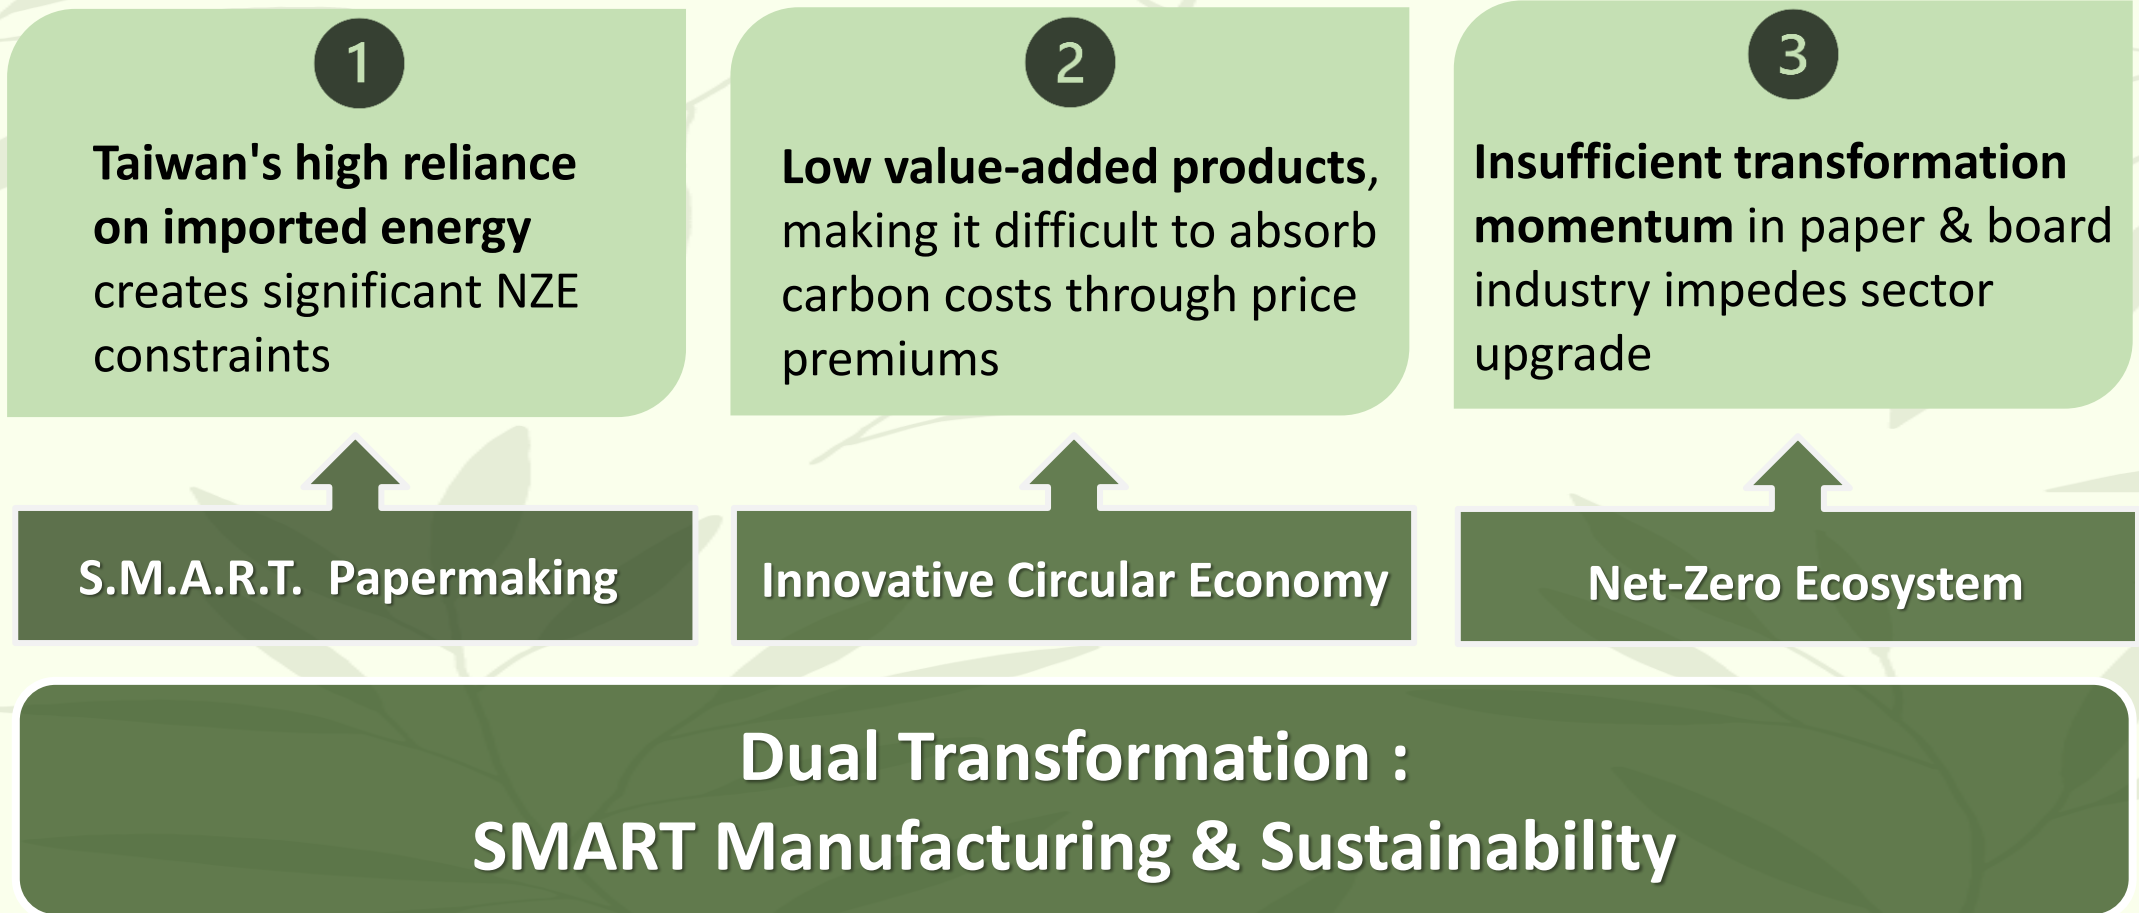 1
Taiwan's high reliance
on imported energy
creates significant NZE
constraints
2
Low value-added products,
making it difficult to absorb
carbon costs through price
premiums
3
Insufficient transformation
momentum in paper & board
industry impedes sector
upgrade
S.M.A.R.T. Papermaking
Innovative Circular Economy
Net-Zero Ecosystem
Dual Transformation :
SMART Manufacturing & Sustainability